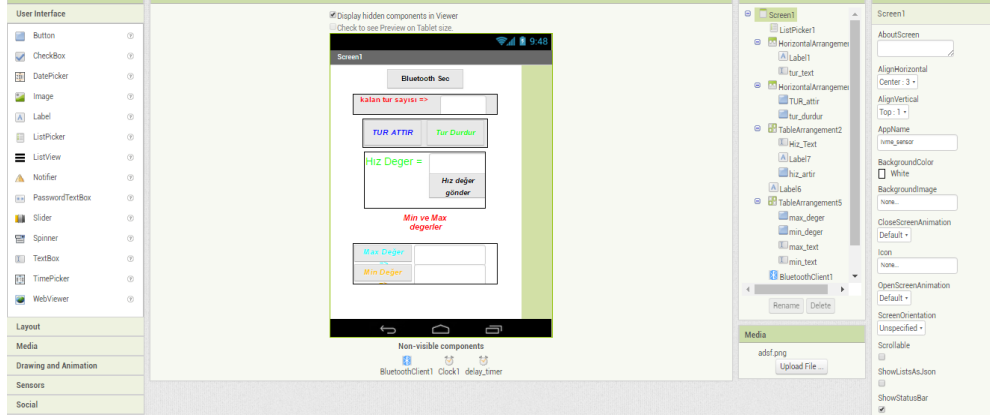 User Interface
Button
CheckBox
DatePicker
Image
Label
ListPicker
ListView
Notifier
PasswordTextBox
Slider
Spinner
TextBox
TimePicker
WebViewer
Layout
Media
Drawing and Animation
Sensors
Social
Display hidden components in Viewer
Check to see Preview on Tablet size.
9:48
Screen1
Bluetooth Sec
kalan tur sayısı =>
TUR ATTIR
Tur Durdur
Hız Deger =
Hız değer
gönder
Min ve Max
degerler
Max Değer
Min Değer
Non-visible components
BluetoothClient1 Clock1 delay_timer
Screen1
ListPicker1
HorizontalArrangemer
Label1
tur_text
HorizontalArrangemer
TUR_attir
tur_durdur
TableArrangement2
Hiz_Text
Label7
hiz_artir
Label6
TableArrangement5
max_deger
min_deger
max_text
min_text
BluetoothClient1
Rename
Delete
Media
adsf.png
Upload File ...
Screen1
AboutScreen
AlignHorizontal
Center : 3
AlignVertical
Top : 1
AppName
ivme_sensor
BackgroundColor
White
BackgroundImage
None...
CloseScreenAnimation
Default
Icon
None...
OpenScreenAnimation
Default
ScreenOrientation
Unspecified
Scrollable
ShowListsAsJson
ShowStatusBar